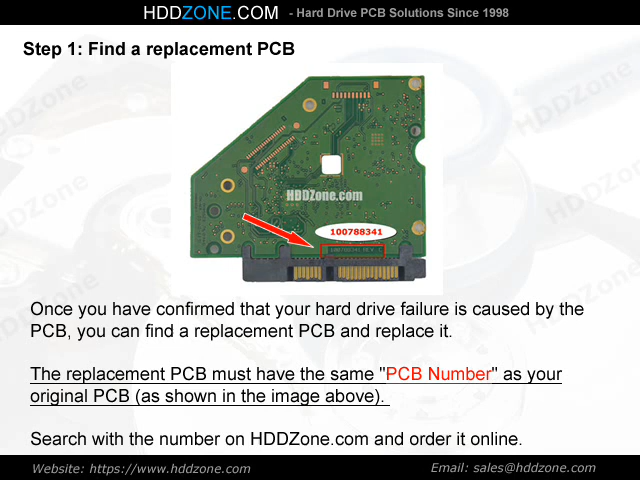 HDDZONE.COM - Hard Drive PCB Solutions Since 1998
Step 1: Find a replacement PCB
HDDZone.com
100788341
100788341 REV
Once you have confirmed that your hard drive failure is caused by the
PCB, you can find a replacement PCB and replace it.
The replacement PCB must have the same "PCB Number" as your
original PCB (as shown in the image above).
Search with the number on HDDZone.com and order it online.
Website: https://www.hddzone.com Email: sales@hddzone.com